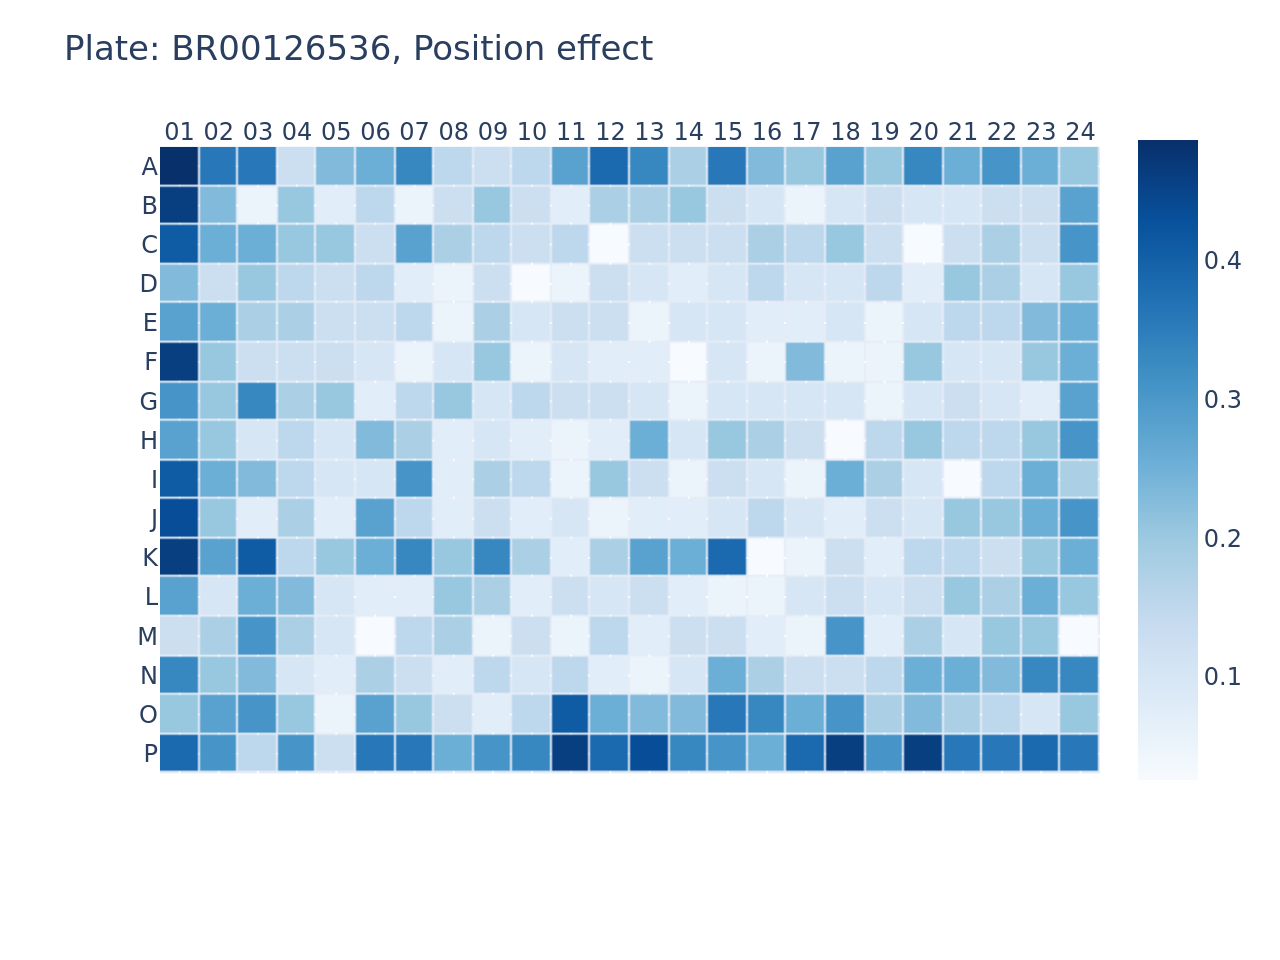 Plate: BR00126536, Position effect
01 02 03 04 05 06 07 08 09 10 11 12 13 14 15 16 17 18 19 20 21 22 23 24
A
B
C
D
E
F
G
H
I
J
K
L
M
N
O
P
0.4
0.3
0.2
0.1